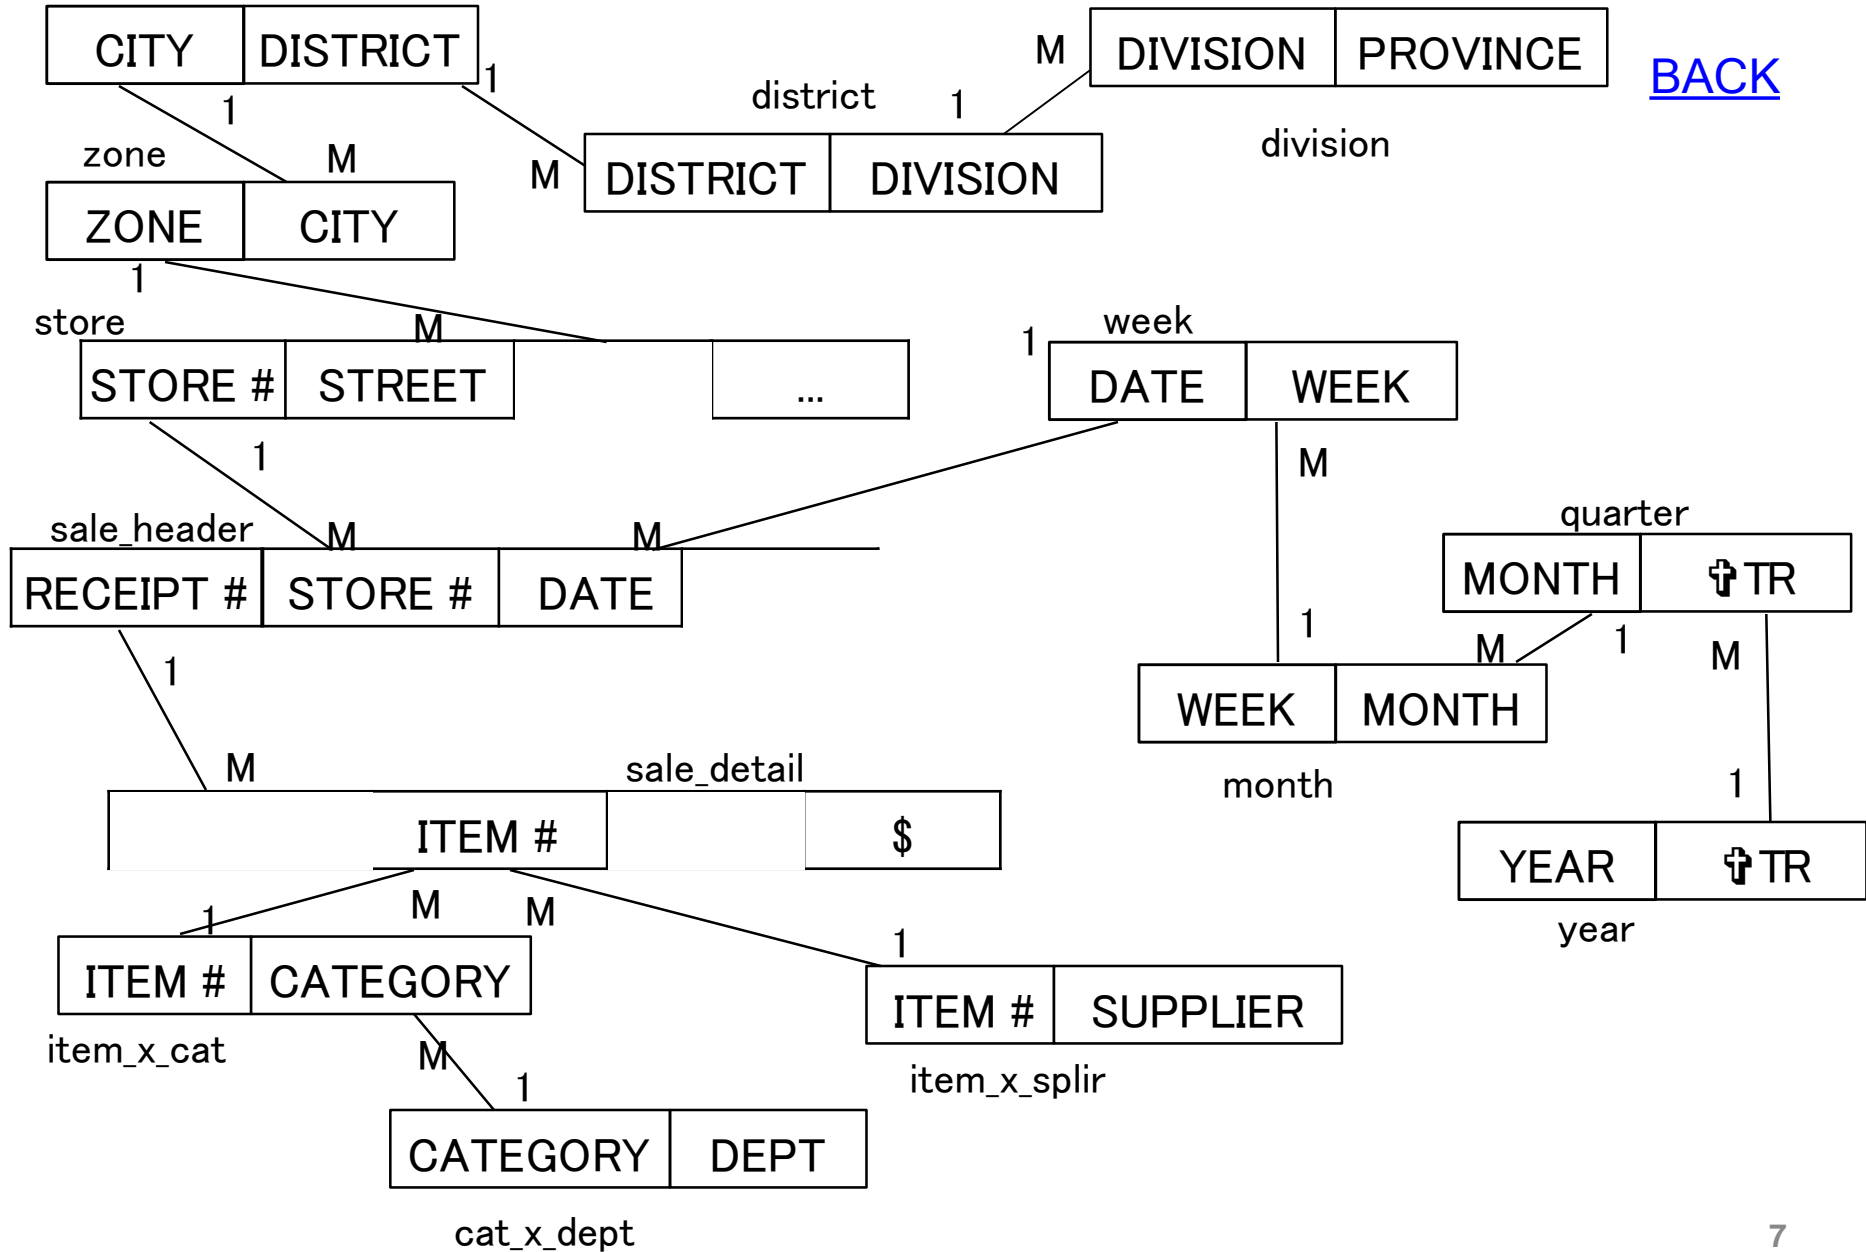 CITY DISTRICT
1
1
M
district
1
M
DIVISION PROVINCE
BACK
division
zone
M
ZONE CITY
DISTRICT DIVISION
1
store
M
STORE # STREET ...
1
week
DATE WEEK
1
M
sale_header
M
M
RECEIPT # STORE # DATE
quarter
MONTH ✞TR
1
M
1
M
1
WEEK MONTH
month
M
sale_detail
ITEM # $
1
YEAR ✞TR
year
1
M
M
1
ITEM # CATEGORY
item_x_cat
ITEM # SUPPLIER
item_x_splir
M
1
CATEGORY DEPT
cat_x_dept
7